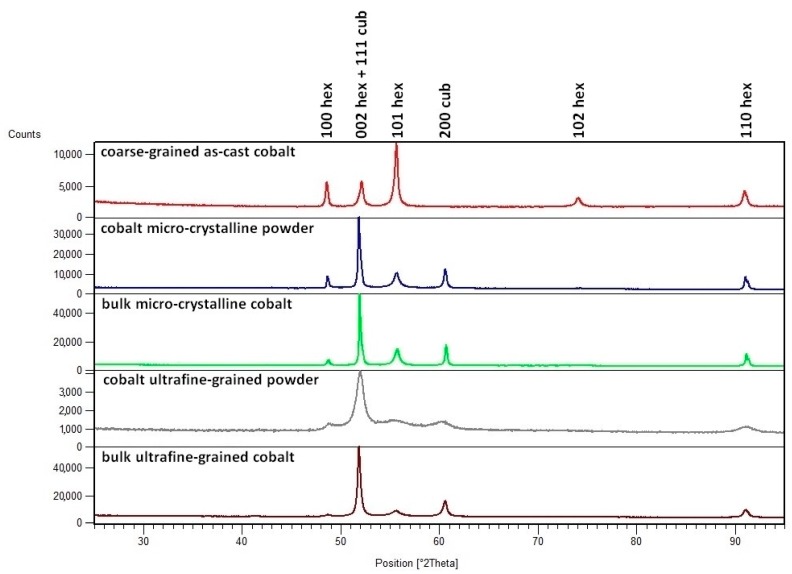 100 hex
002 hex + 111 cub
101 hex
200 cub
102 hex
110 hex
Counts
coarse-grained as-cast cobalt
10,000
5,000
0
cobalt micro-crystalline powder
30,000
20,000
10,000
0
bulk micro-crystalline cobalt
40,000
20,000
0
cobalt ultrafine-grained powder
3,000
2,000
1,000
0
bulk ultrafine-grained cobalt
40,000
20,000
0
30 40 50 60 70 80 90
Position [°2Theta]